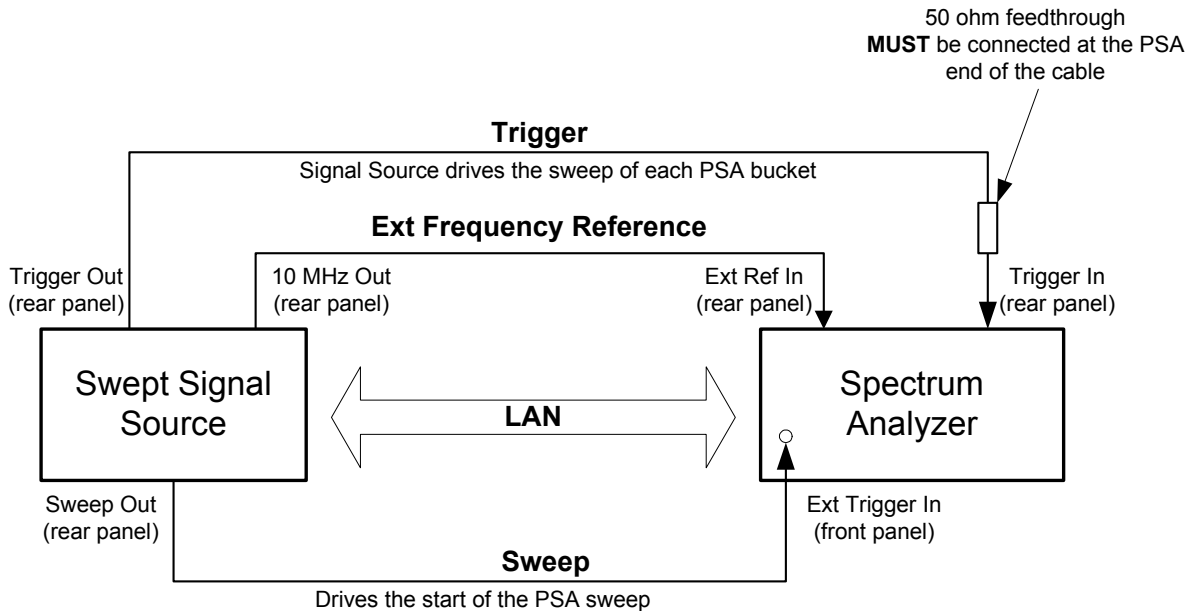 50 ohm feedthrough
MUST be connected at the PSA
end of the cable
Trigger
Signal Source drives the sweep of each PSA bucket
Ext Frequency Reference
Trigger Out
(rear panel)
10 MHz Out
(rear panel)
Ext Ref In
(rear panel)
Trigger In
(rear panel)
Swept Signal
Source
LAN
Spectrum
Analyzer
Sweep Out
(rear panel)
Ext Trigger In
(front panel)
Sweep
Drives the start of the PSA sweep